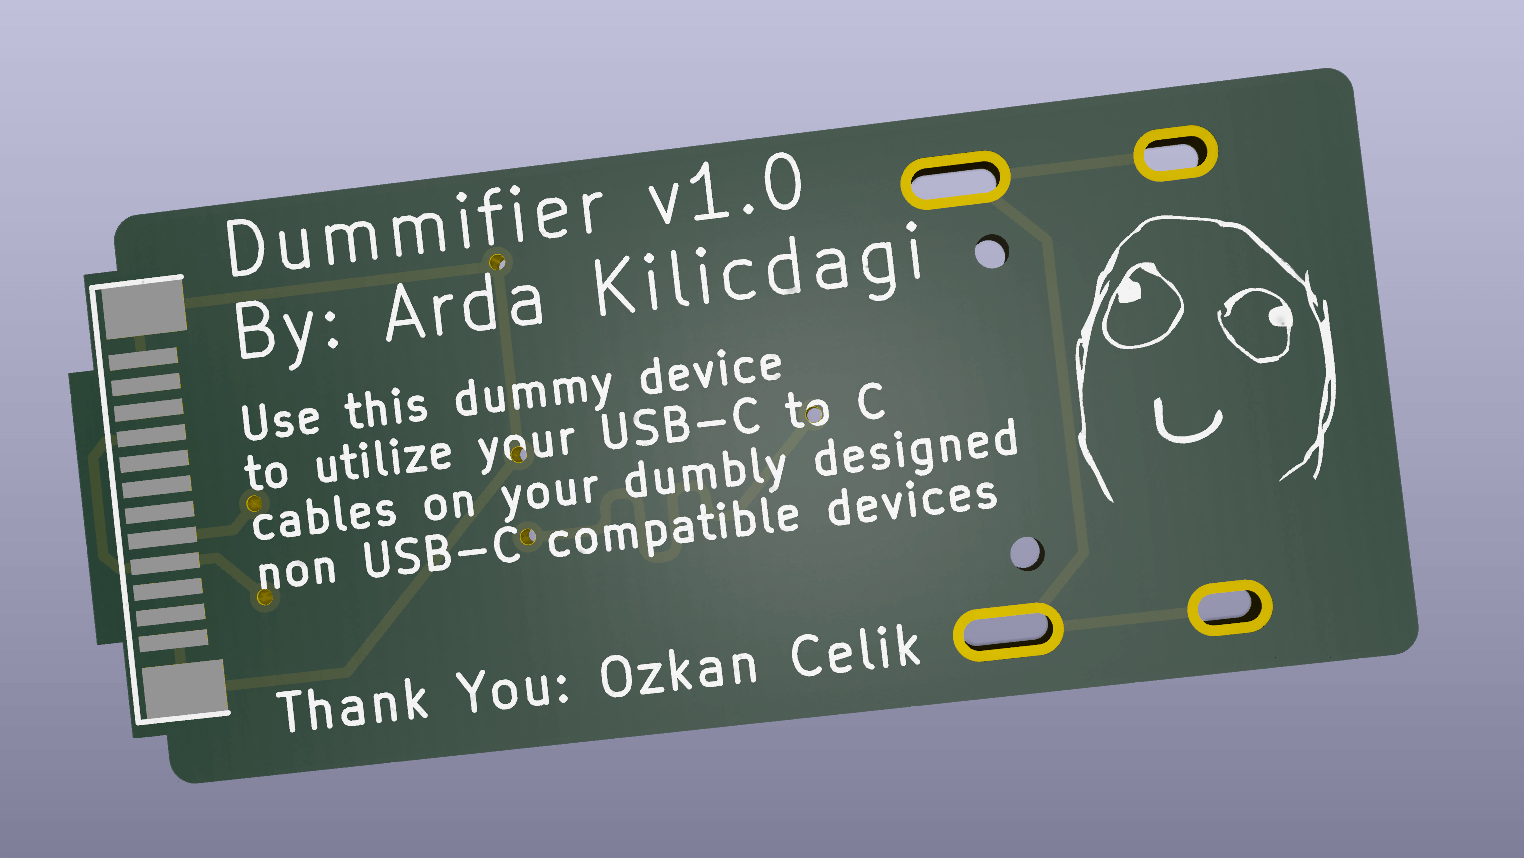 Dummifier v1.0
By: Arda Kilicdagi
Use this dummy device
to utilize your USB-C to C
cables on your dumbly designed
non USB-C compatible devices
Thank You: Ozkan Celik